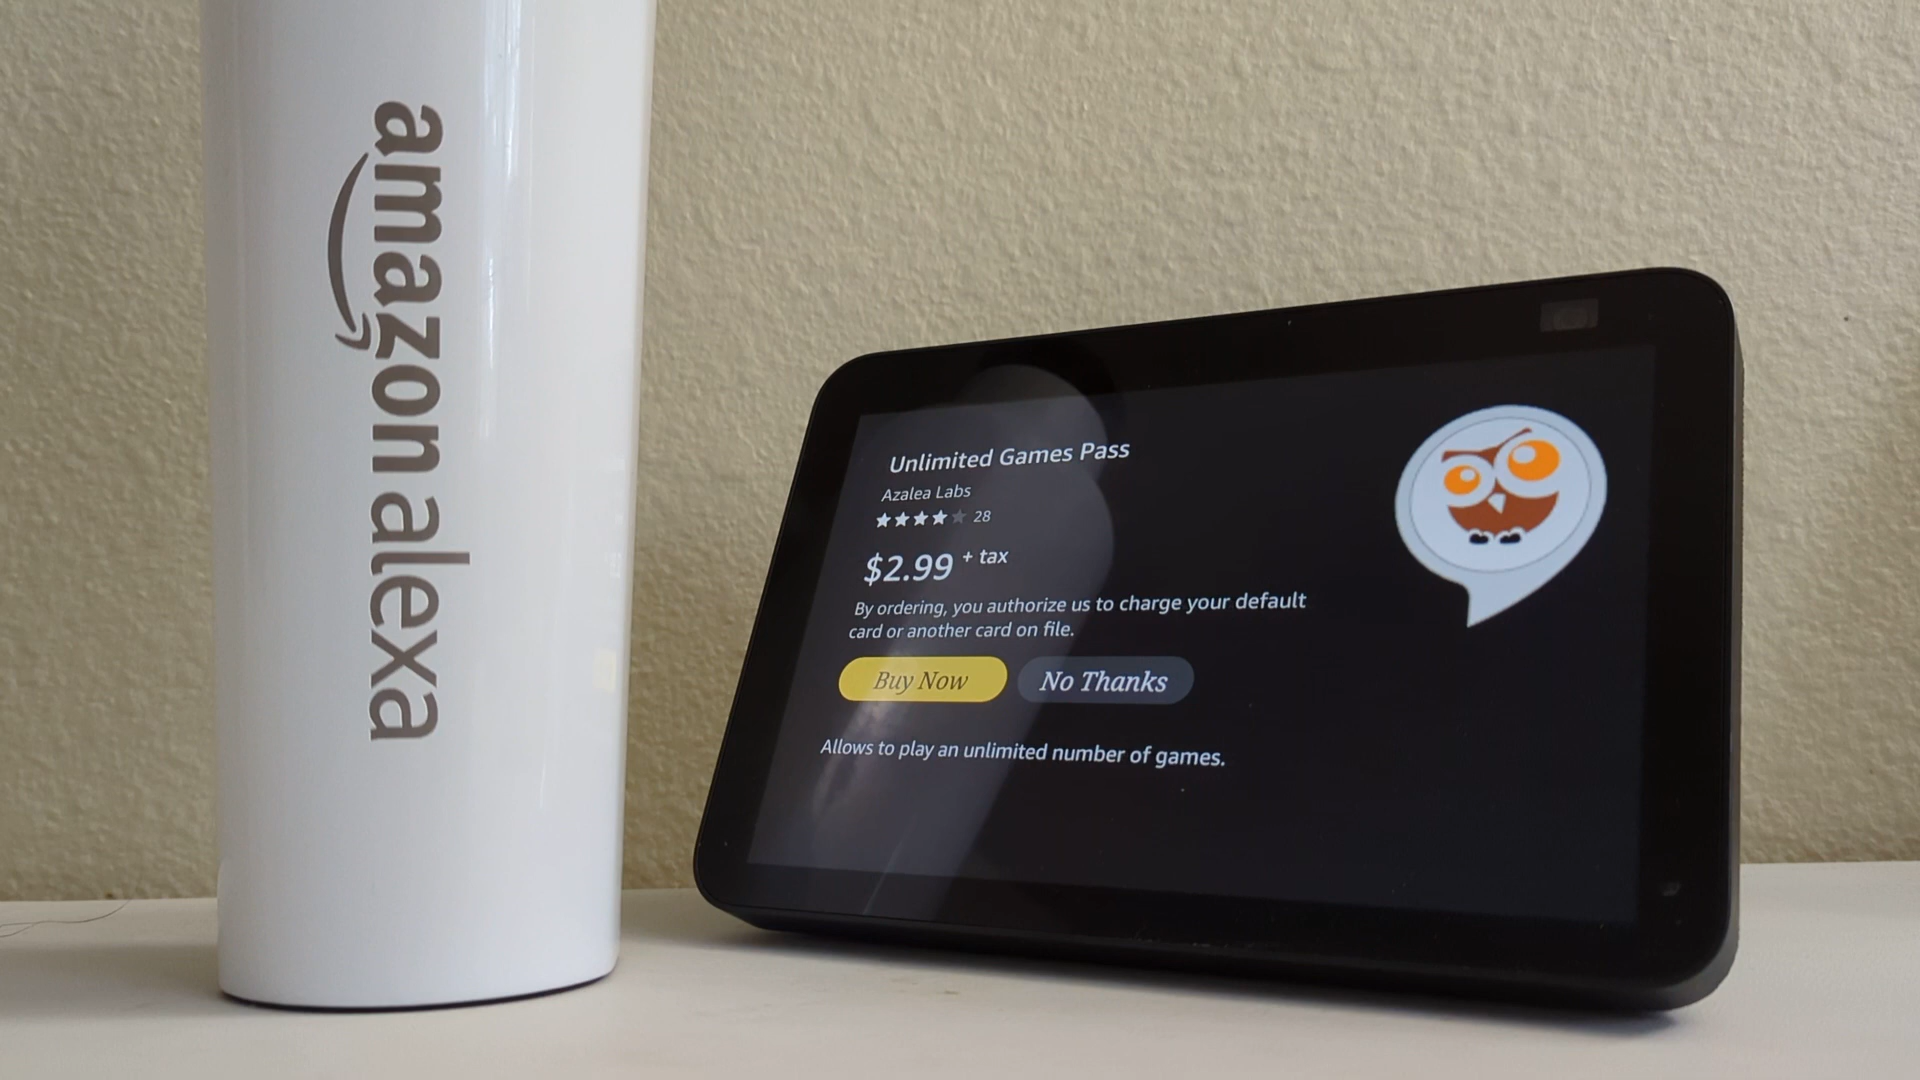 amazon alexa
Unlimited Games Pass
Azalea Labs
28
$2.99 + tax
By ordering, you authorize us to charge your default
card or another card on file.
Buy Now
No Thanks
Allows to play an unlimited number of games.